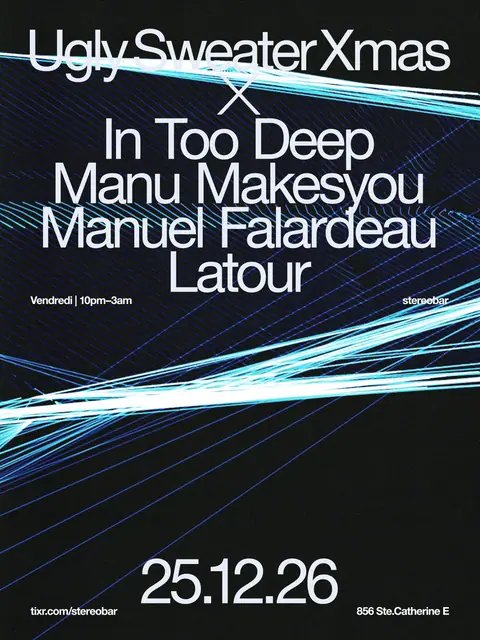 Ugly Sweater Xmas
X
In Too Deep
Manu Makesyou
Manuel Falardeau
Latour
Vendredi | 10pm–3am
stereobar
25.12.26
tixr.com/stereobar
856 Ste.Catherine E